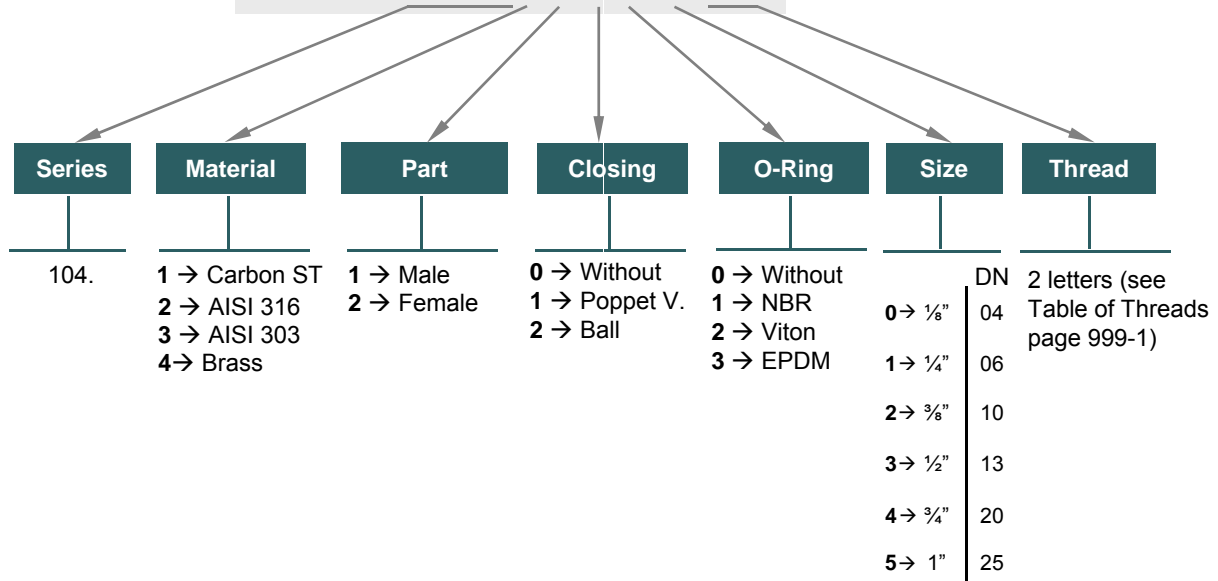 Series
Material
Part
Closing
O-Ring
Size
Thread
104.
1 → Carbon ST
2 → AISI 316
3 → AISI 303
4→ Brass
1 → Male
2 → Female
0 → Without
1 → Poppet V.
2 → Ball
0 → Without
1 → NBR
2 → Viton
3 → EPDM
DN
0→ ⅛” 04
1→ ¼” 06
2→ ⅜” 10
3→ ½” 13
4→ ¾” 20
5→ 1” 25
2 letters (see
Table of Threads
page 999-1)